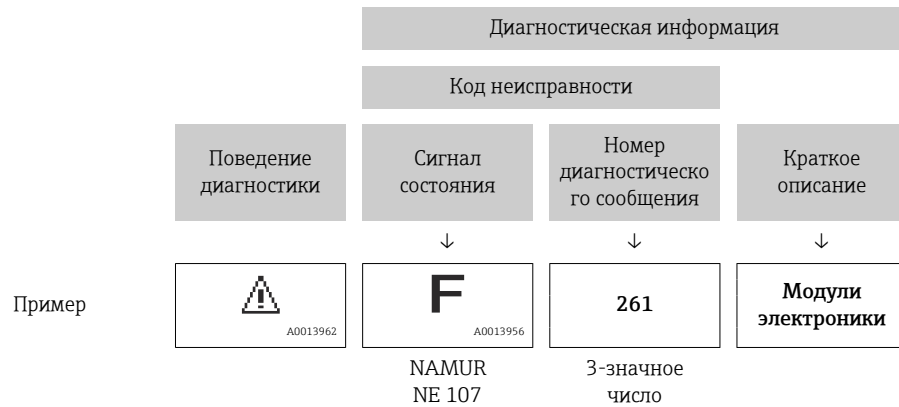 Диагностическая информация
Код неисправности
Поведение
диагностики
Сигнал
состояния
Номер
диагностическо
го сообщения
Краткое
описание
↓
↓
↓
Пример
A0013962
F
A0013956
261
Модули
электроники
NAMUR
NE 107
3-значное
число